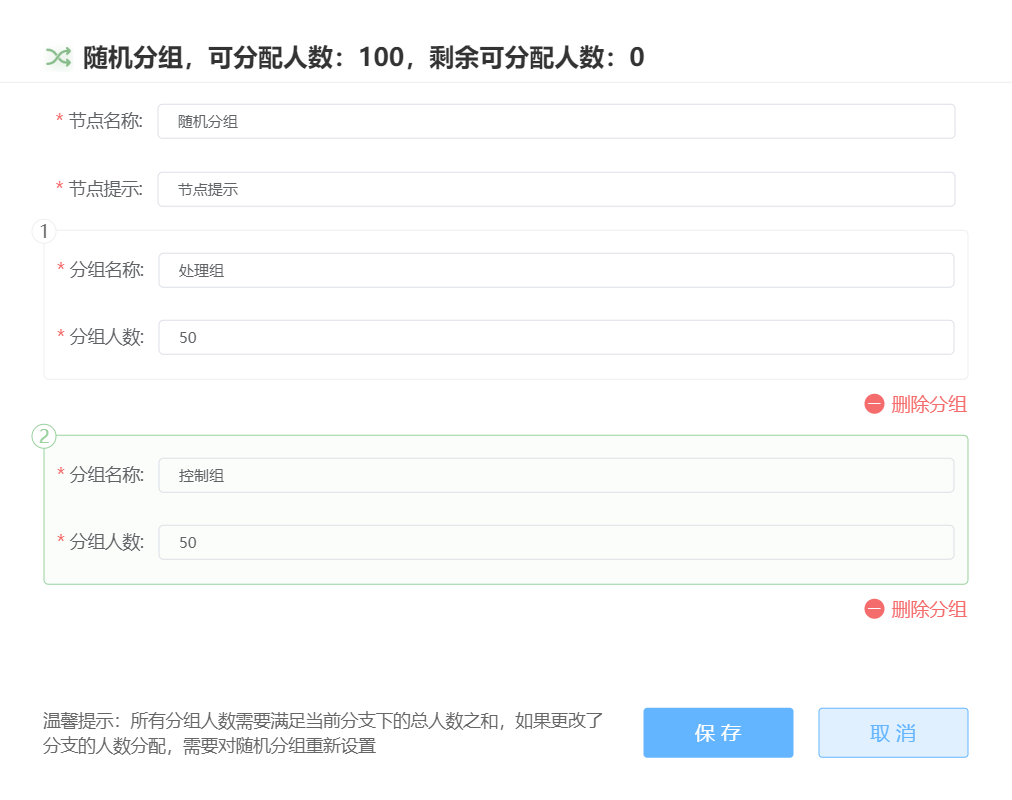 随机分组，可分配人数：100，剩余可分配人数：0
* 节点名称: 随机分组
* 节点提示: 节点提示
1
* 分组名称: 处理组
* 分组人数: 50
删除分组
2
* 分组名称: 控制组
* 分组人数: 50
删除分组
温馨提示：所有分组人数需要满足当前分支下的总人数之和，如果更改了
分支的人数分配，需要对随机分组重新设置
保存 取消